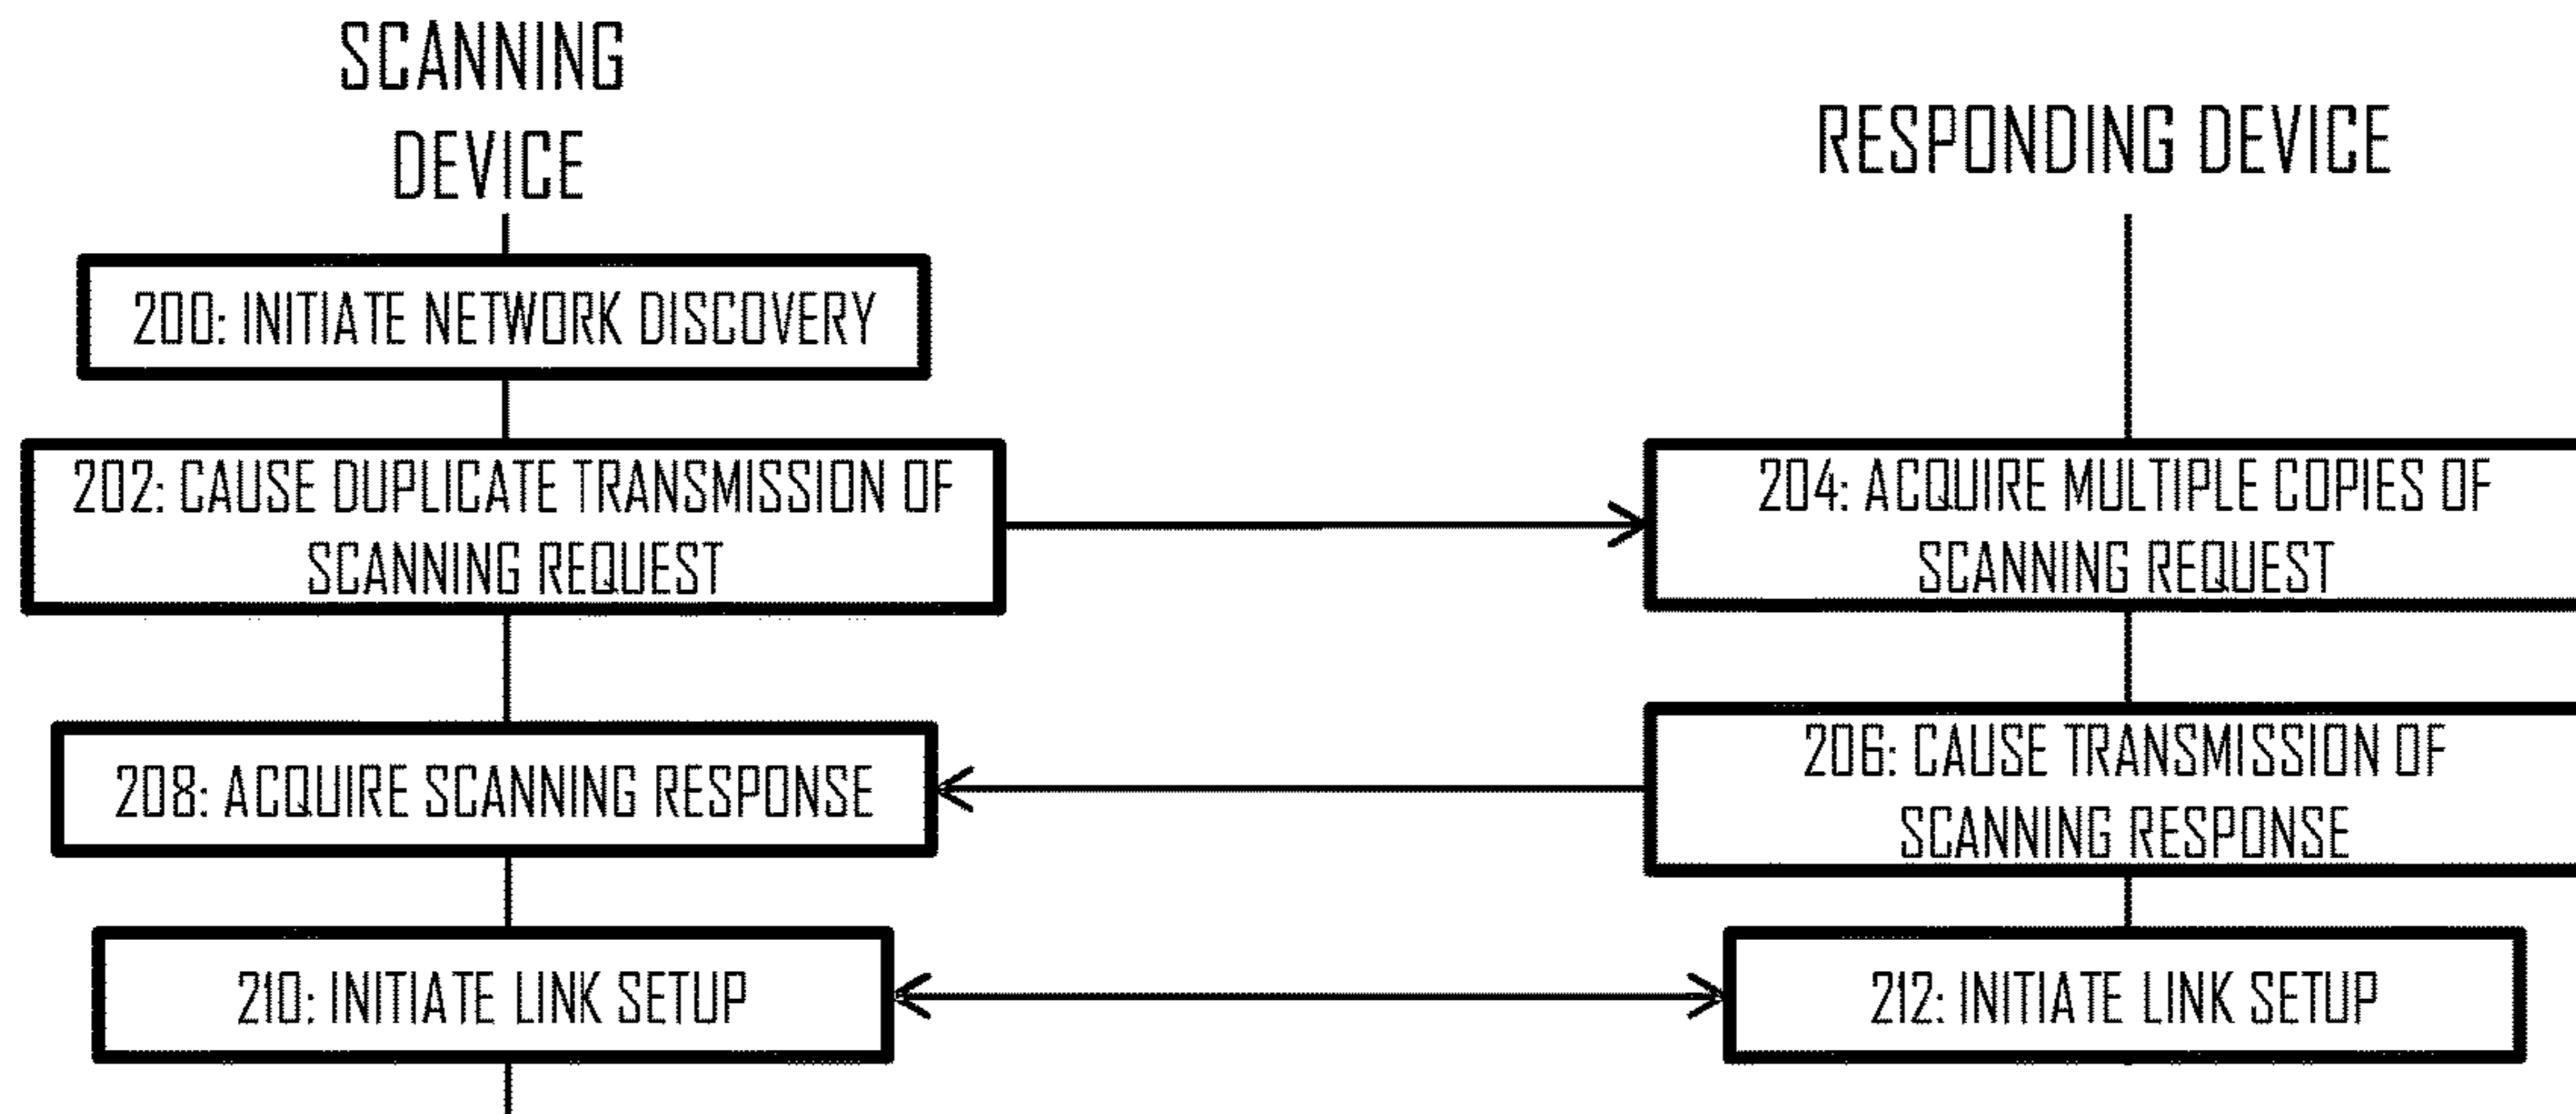 SCANNING
DEVICE
RESPONDING DEVICE
200: INITIATE NETWORK DISCOVERY
202: CAUSE DUPLICATE TRANSMISSION OF
SCANNING REQUEST
204: ACQUIRE MULTIPLE COPIES OF
SCANNING REQUEST
208: ACQUIRE SCANNING RESPONSE
206: CAUSE TRANSMISSION OF
SCANNING RESPONSE
210: INITIATE LINK SETUP
212: INITIATE LINK SETUP